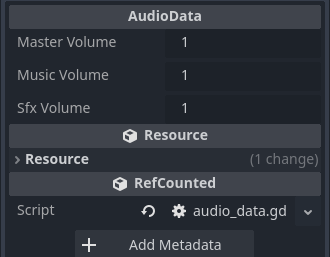 AudioData
Master Volume 1
Music Volume 1
Sfx Volume 1
Resource
Resource (1 change)
RefCounted
Script audio_data.gd
Add Metadata